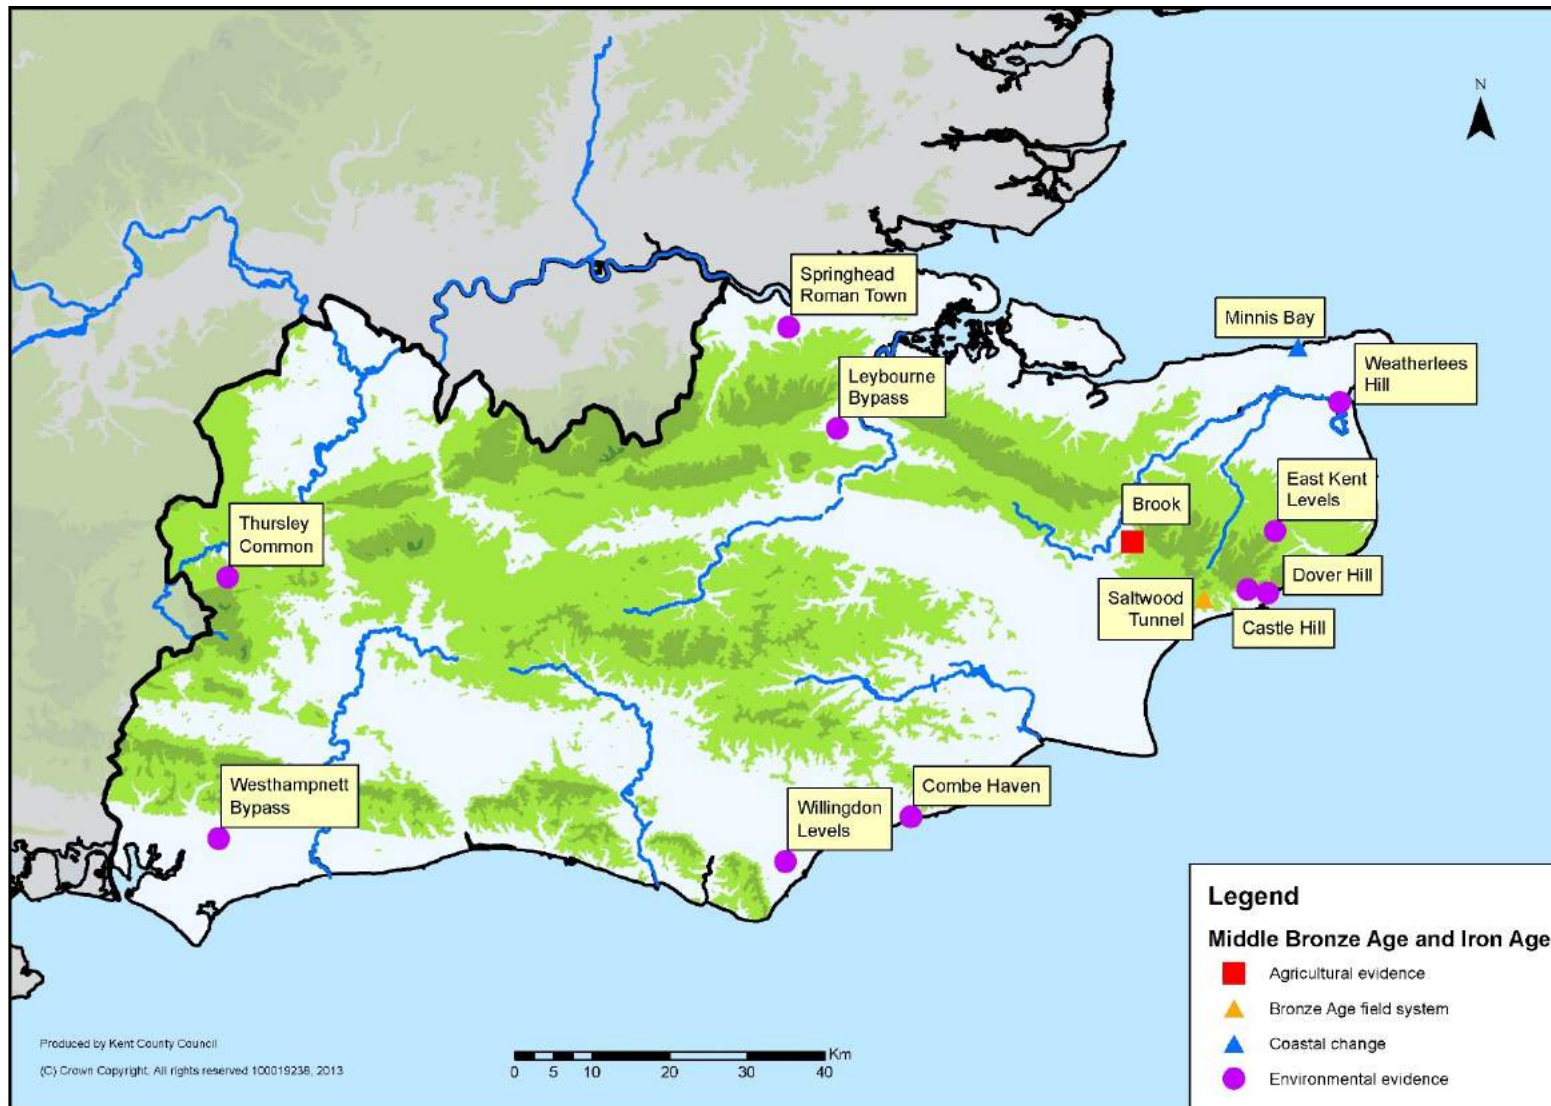 N
Springhead
Roman Town
Minnis Bay
Weatherlees
Hill
Leybourne
Bypass
East Kent
Levels
Brook
Thursley
Common
Dover Hill
Saltwood
Tunnel
Castle Hill
Westhampnett
Bypass
Combe Haven
Willingdon
Levels
Legend
Middle Bronze Age and Iron Age
Agricultural evidence
Bronze Age field system
Coastal change
Environmental evidence
Produced by Kent County Council
(C) Crown Copyright. All rights reserved 100019238, 2013
Km
0 5 10 20 30 40